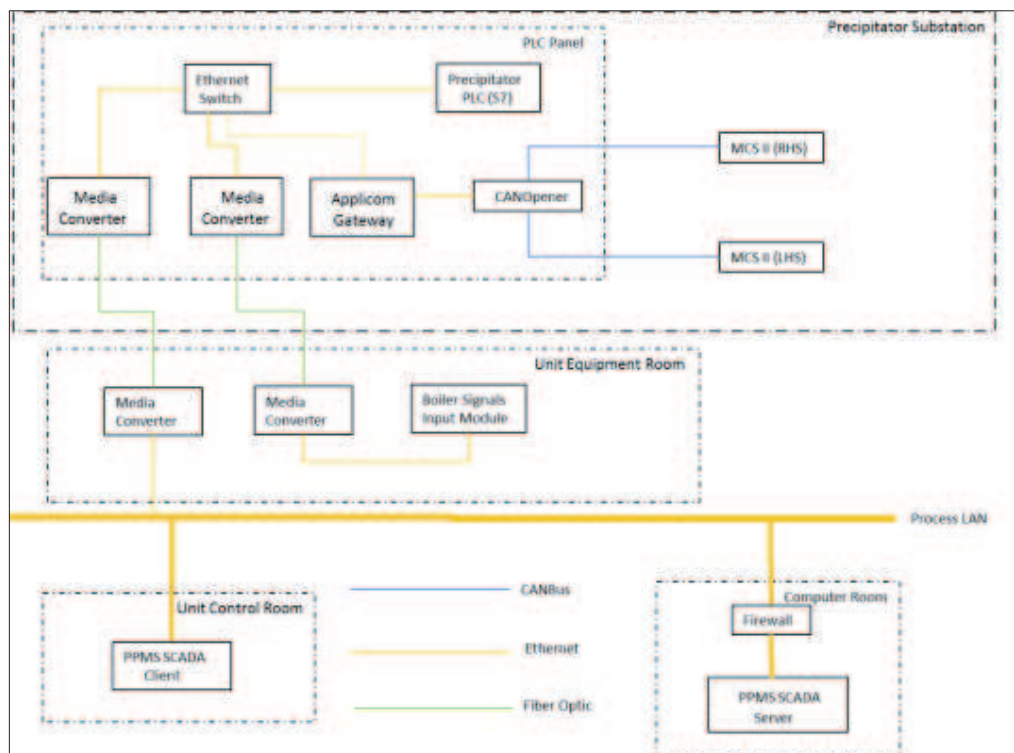 Precipitator Substation
PLC Panel
Ethernet
Switch
Precipitator
PLC (S7)
MCS II (RHS)
Media
Converter
Media
Converter
Applicom
Gateway
CANOpener
MCS II (LHS)
Unit Equipment Room
Media
Converter
Media
Converter
Boiler Signals
Input Module
Process LAN
Unit Control Room
PPMS SCADA
Client
CANBus
Ethernet
Fiber Optic
Computer Room
Firewall
PPMS SCADA
Server